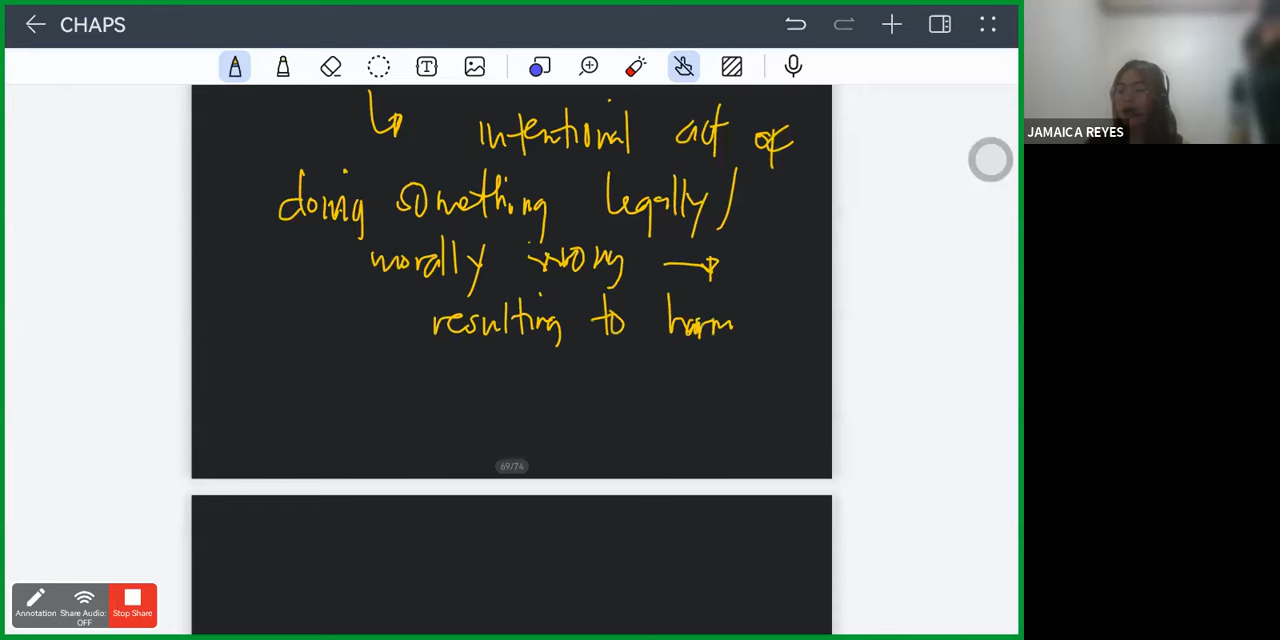 CHAPS
JAMAICA REYES
↳ intentional act of
doing something legally/
morally wrong →
resulting to harm
69/74
Annotation
Share Audio:
OFF
Stop Share